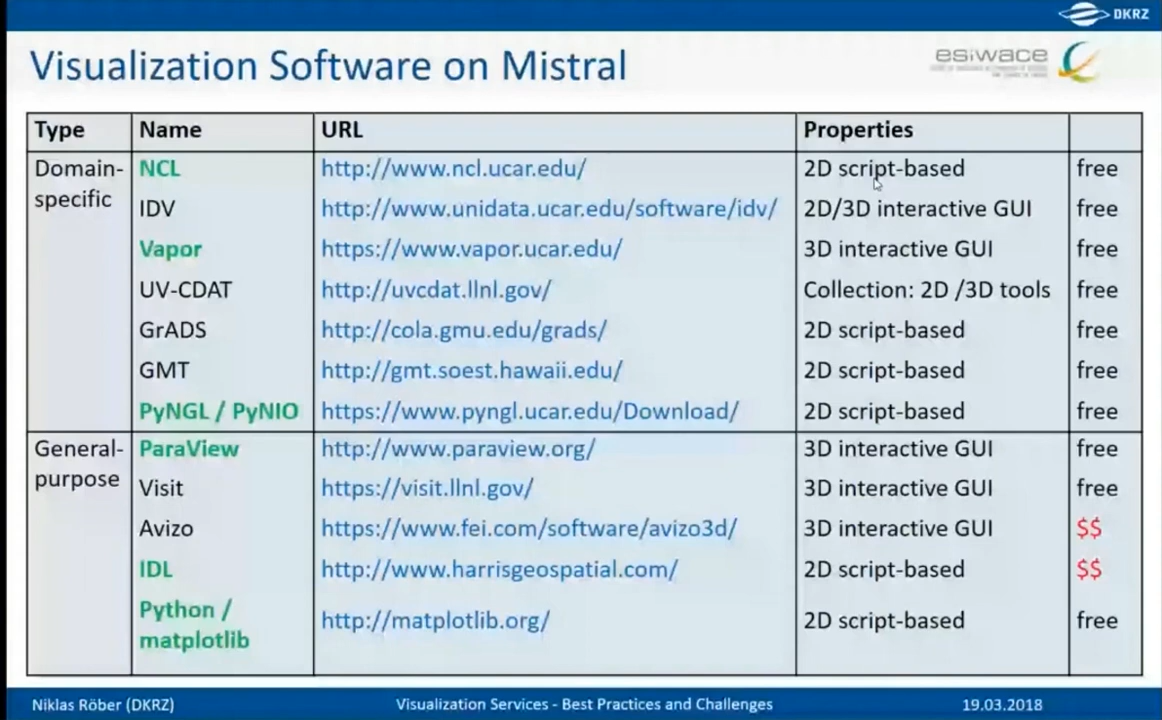 DKRZ
Visualization Software on Mistral
esiwace
Type Name URL Properties
Domain- NCL http://www.ncl.ucar.edu/ 2D script-based free
specific IDV http://www.unidata.ucar.edu/software/idv/ 2D/3D interactive GUI free
Vapor https://www.vapor.ucar.edu/ 3D interactive GUI free
UV-CDAT http://uvcdat.llnl.gov/ Collection: 2D /3D tools free
GrADS http://cola.gmu.edu/grads/ 2D script-based free
GMT http://gmt.soest.hawaii.edu/ 2D script-based free
PyNGL / PyNIO https://www.pyngl.ucar.edu/Download/ 2D script-based free
General- ParaView http://www.paraview.org/ 3D interactive GUI free
purpose Visit https://visit.llnl.gov/ 3D interactive GUI free
Avizo https://www.fei.com/software/avizo3d/ 3D interactive GUI $$
IDL http://www.harrisgeospatial.com/ 2D script-based $$
Python /
matplotlib http://matplotlib.org/ 2D script-based free
Niklas Röber (DKRZ) Visualization Services - Best Practices and Challenges 19.03.2018